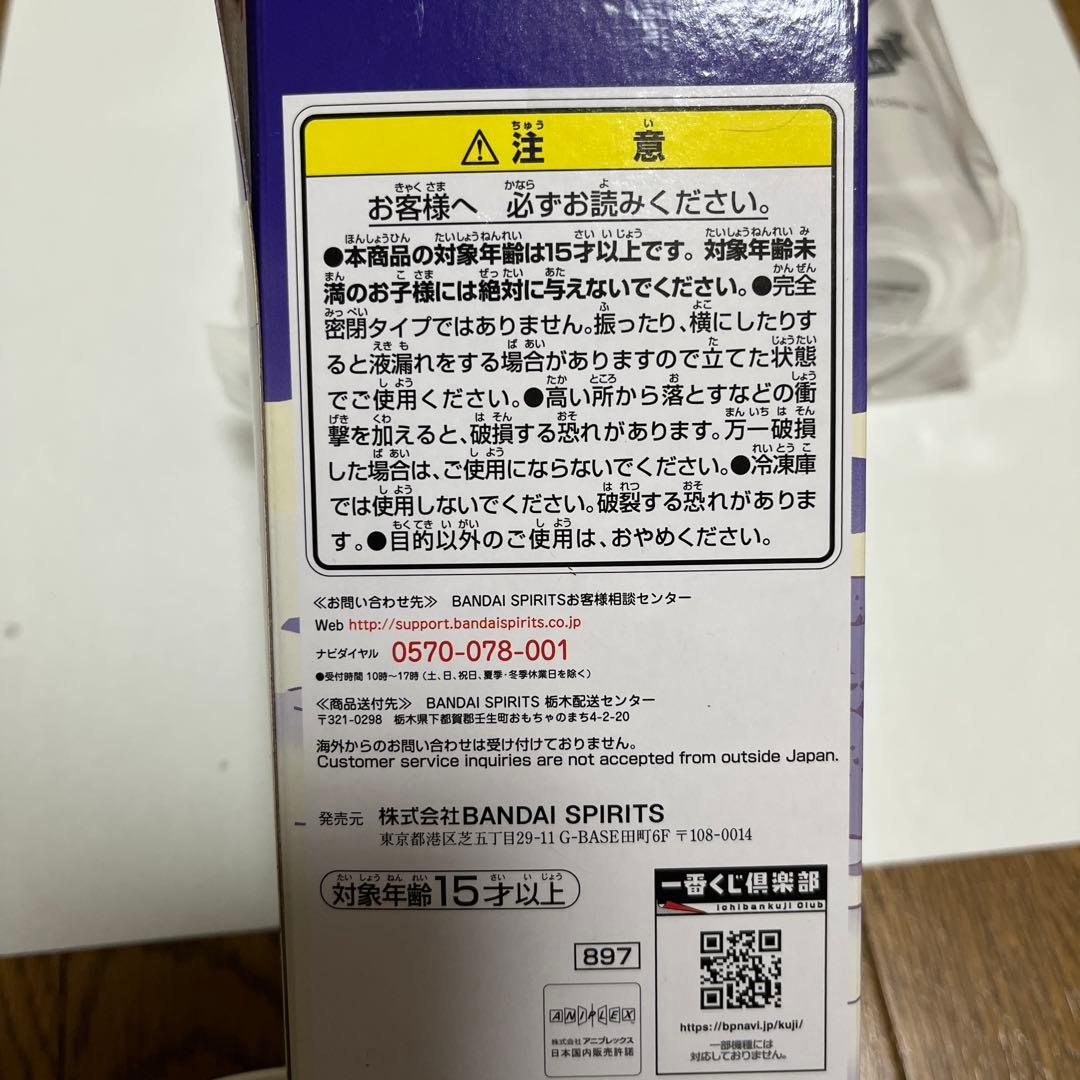 ⚠注意
お客様へ 必ずお読みください。
●本商品の対象年齢は15才以上です。対象年齢未
満のお子様には絶対に与えないでください。●完全
密閉タイプではありません。振ったり、横にしたりす
ると液漏れをする場合がありますので立てた状態
でご使用ください。●高い所から落とすなどの衝
撃を加えると、破損する恐れがあります。万一破損
した場合は、ご使用にならないでください。●冷凍庫
では使用しないでください。破裂する恐れがありま
す。●目的以外のご使用は、おやめください。
≪お問い合わせ先≫ BANDAI SPIRITSお客様相談センター
Web http://support.bandaispirits.co.jp
ナビダイヤル 0570-078-001
●受付時間 10時〜17時(土、日、祝日、夏季・冬季休業日を除く)
≪商品送付先≫ BANDAI SPIRITS 栃木配送センター
〒321-0298 栃木県下都賀郡壬生町おもちゃのまち4-2-20
海外からのお問い合わせは受け付けておりません。
Customer service inquiries are not accepted from outside Japan.
発売元 株式会社BANDAI SPIRITS
東京都港区芝五丁目29-11 G-BASE田町6F 〒108-0014
対象年齢15才以上
897
ANIPLEX
株式会社 アニプレックス
日本国内販売許諾
一番くじ倶楽部
ichibankuji Club
https://bpnavi.jp/kuji/
一部機種には
対応しておりません。